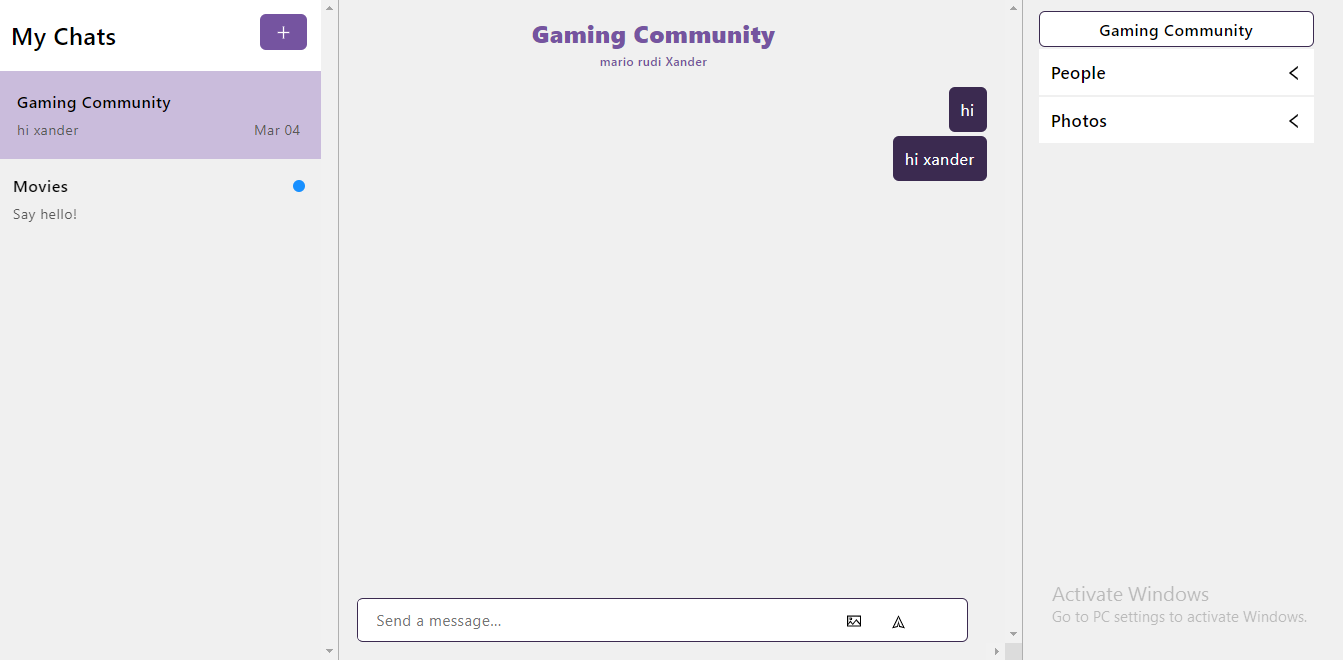 My Chats
+
Gaming Community
hi xander
Mar 04
Movies
Say hello!
Gaming Community
mario rudi Xander
hi
hi xander
Send a message...
Gaming Community
People
Photos
Activate Windows
Go to PC settings to activate Windows.